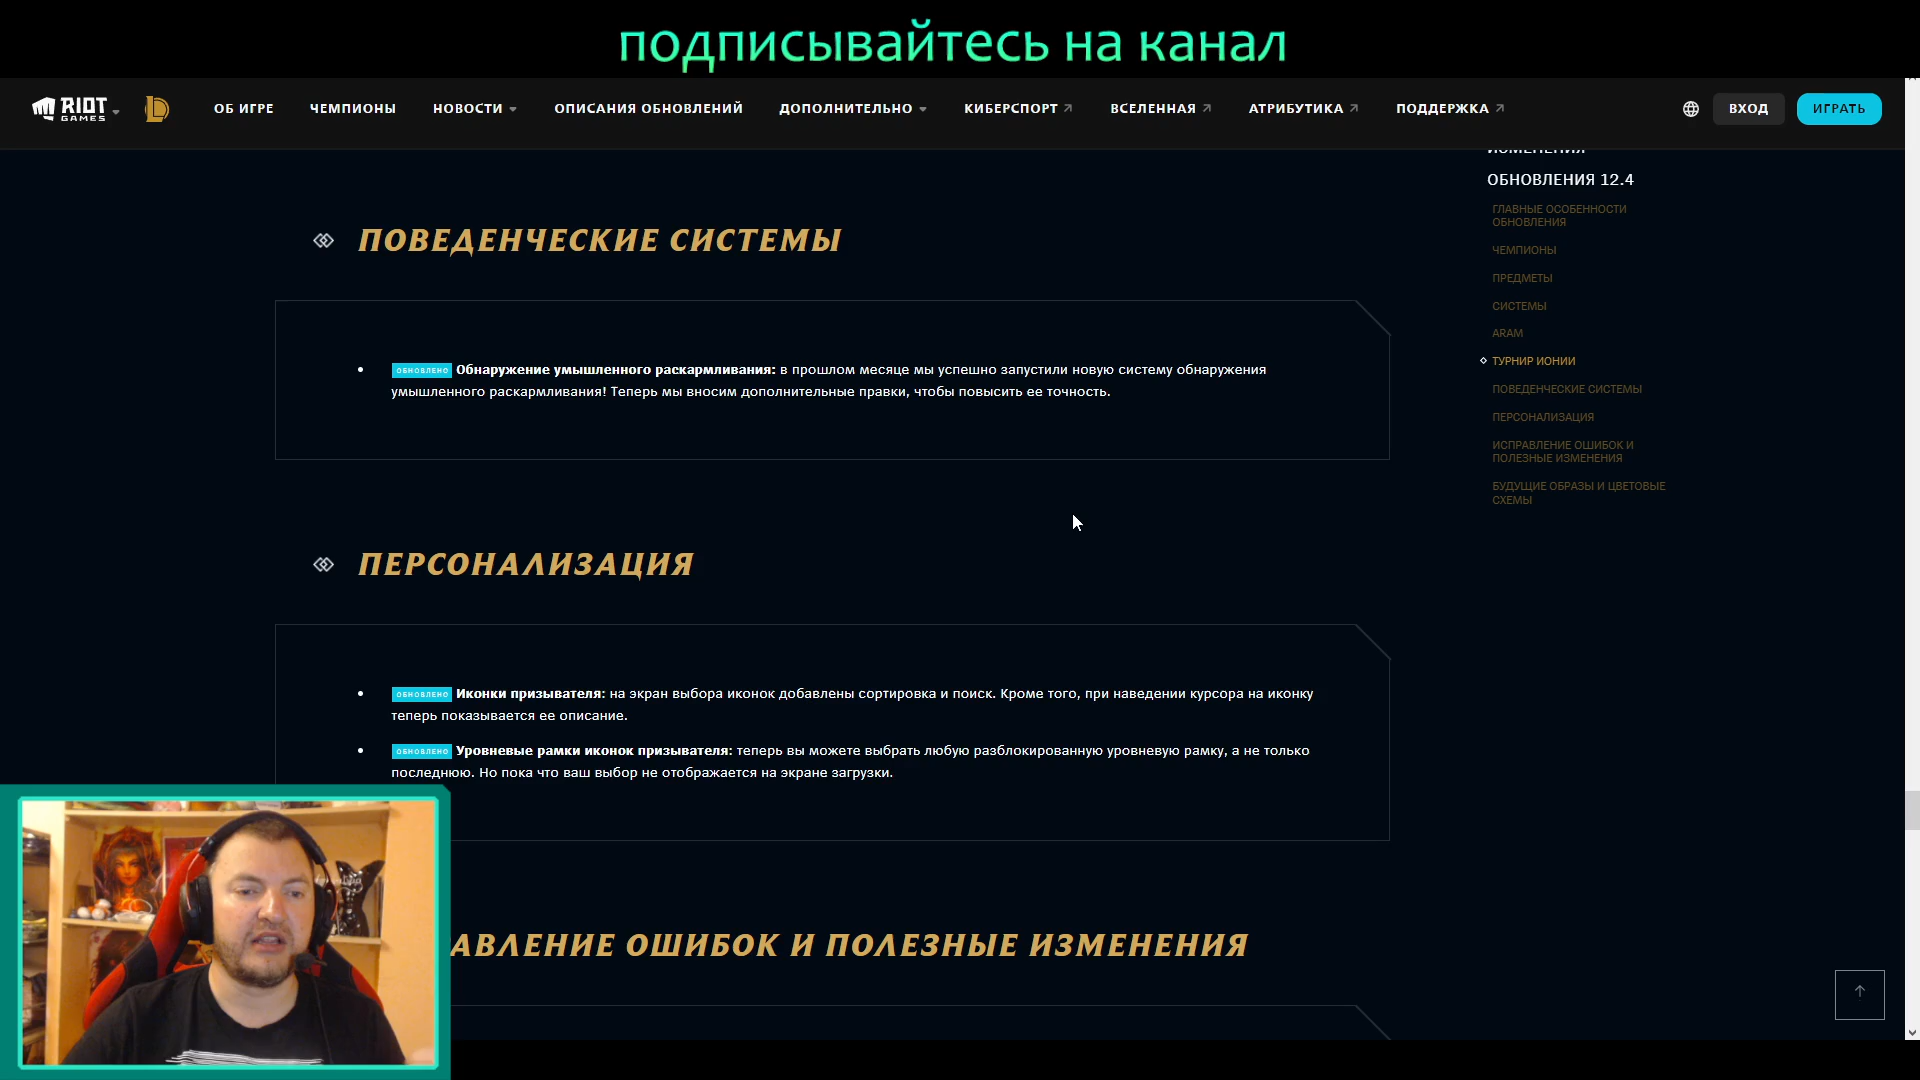 подписывайтесь на канал
RIOT GAMES
ОБ ИГРЕ
ЧЕМПИОНЫ
НОВОСТИ
ОПИСАНИЯ ОБНОВЛЕНИЙ
ДОПОЛНИТЕЛЬНО
КИБЕРСПОРТ
ВСЕЛЕННАЯ
АТРИБУТИКА
ПОДДЕРЖКА
ВХОД
ИГРАТЬ
ПОВЕДЕНЧЕСКИЕ СИСТЕМЫ
ОБНОВЛЕНО Обнаружение умышленного раскармливания: в прошлом месяце мы успешно запустили новую систему обнаружения
умышленного раскармливания! Теперь мы вносим дополнительные правки, чтобы повысить ее точность.
ПЕРСОНАЛИЗАЦИЯ
ОБНОВЛЕНО Иконки призывателя: на экран выбора иконок добавлены сортировка и поиск. Кроме того, при наведении курсора на иконку
теперь показывается ее описание.
ОБНОВЛЕНО Уровневые рамки иконок призывателя: теперь вы можете выбрать любую разблокированную уровневую рамку, а не только
последнюю. Но пока что ваш выбор не отображается на экране загрузки.
АВЛЕНИЕ ОШИБОК И ПОЛЕЗНЫЕ ИЗМЕНЕНИЯ
ИЗМЕНЕНИЯ
ОБНОВЛЕНИЯ 12.4
ГЛАВНЫЕ ОСОБЕННОСТИ
ОБНОВЛЕНИЯ
ЧЕМПИОНЫ
ПРЕДМЕТЫ
СИСТЕМЫ
ARAM
ТУРНИР ИОНИИ
ПОВЕДЕНЧЕСКИЕ СИСТЕМЫ
ПЕРСОНАЛИЗАЦИЯ
ИСПРАВЛЕНИЕ ОШИБОК И
ПОЛЕЗНЫЕ ИЗМЕНЕНИЯ
БУДУЩИЕ ОБРАЗЫ И ЦВЕТОВЫЕ
СХЕМЫ